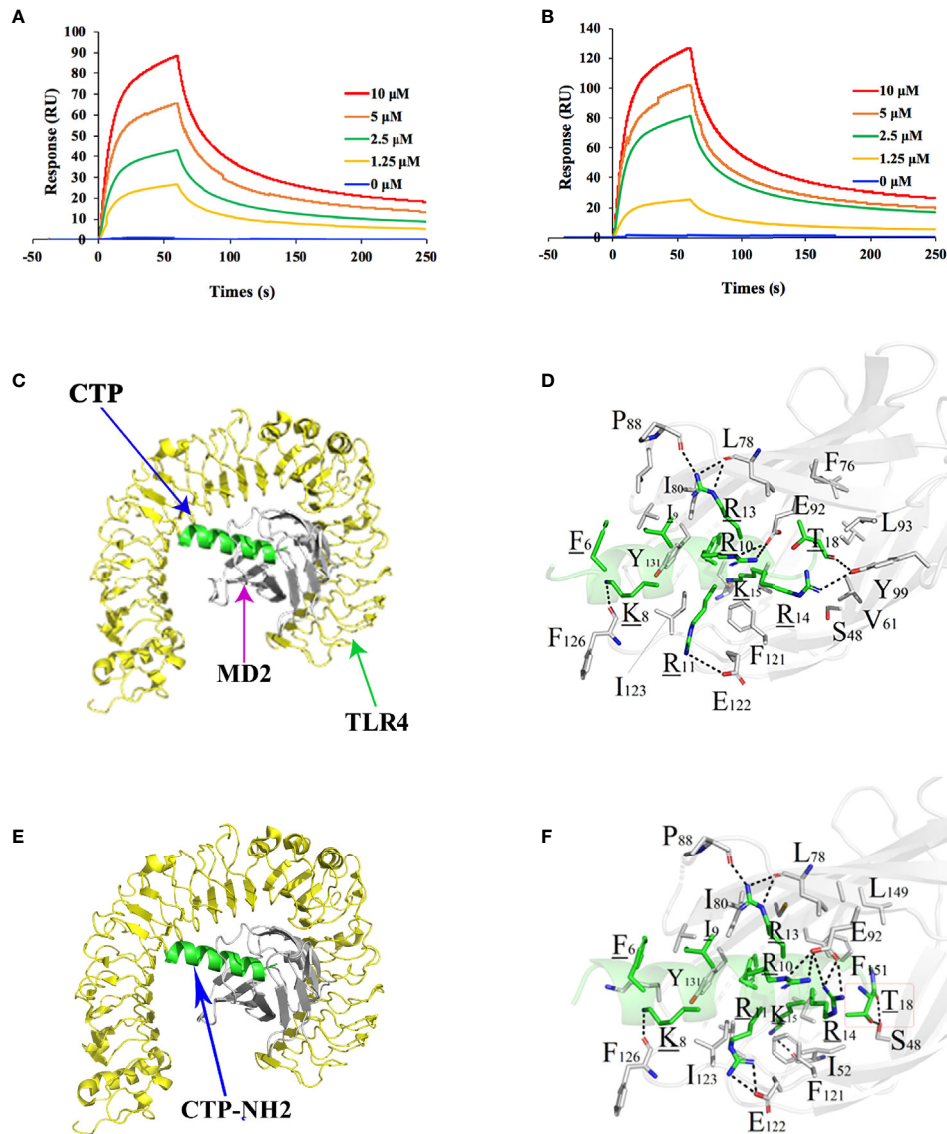 A
Response (RU)
100
90
80
70
60
50
40
30
20
10
0
-50
0
50
100
150
200
250
Times (s)
10 µM
5 µM
2.5 µM
1.25 µM
0 µM
B
Response (RU)
140
120
100
80
60
40
20
0
-50
0
50
100
150
200
250
Times (s)
10 µM
5 µM
2.5 µM
1.25 µM
0 µM
C
CTP
MD2
TLR4
D
P88
L78
F76
I80
R13
E92
I9
L93
F6
R10
T18
Y131
K15
Y99
K8
R14
V61
S48
F126
F121
I123
R11
E122
E
CTP-NH2
F
P88
L78
I80
L149
R13
E92
I9
F6
R10
F151
Y131
T18
R11
K15
R14
S48
K8
F126
I123
I52
F121
E122